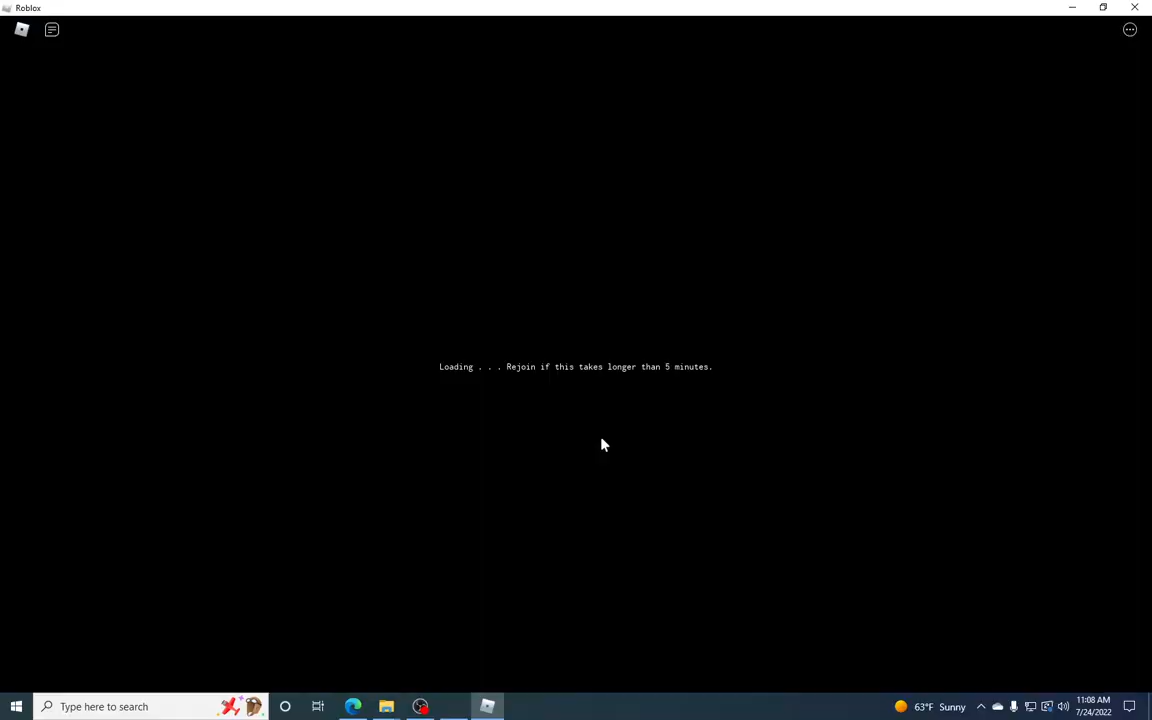 Roblox
Loading . . . Rejoin if this takes longer than 5 minutes.
Type here to search
63°F Sunny
11:08 AM
7/24/2022